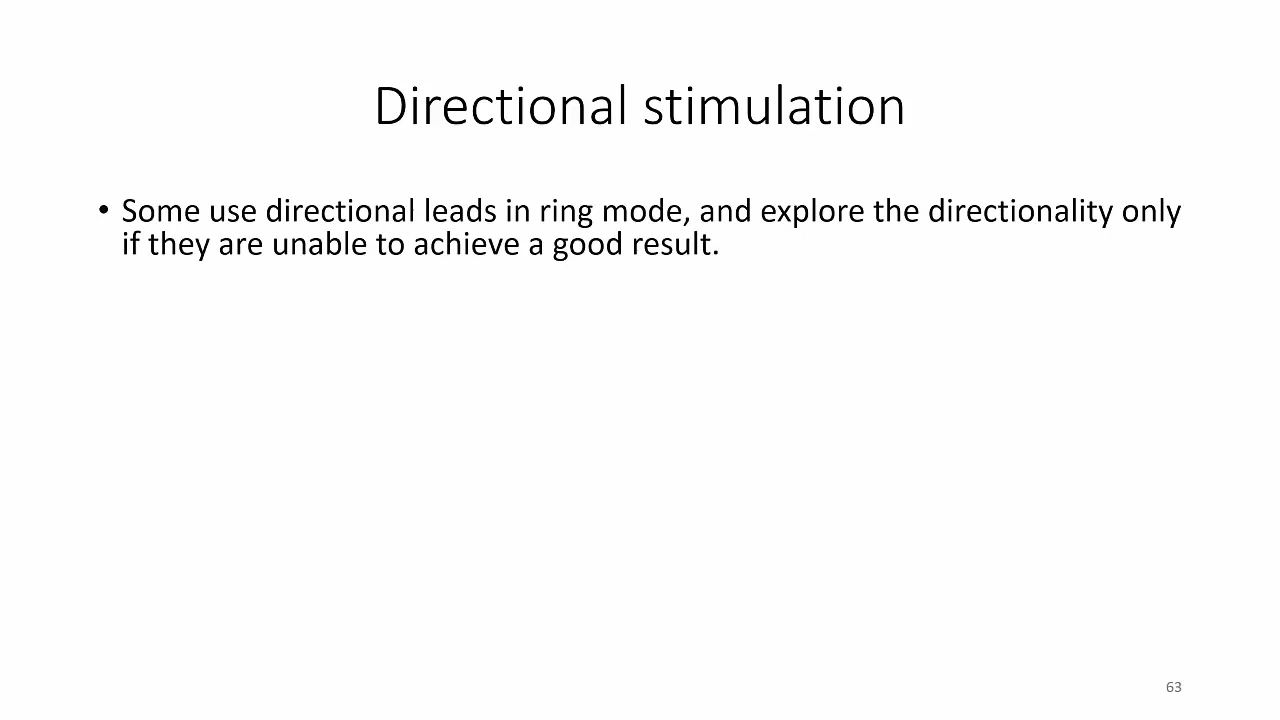 Directional stimulation
• Some use directional leads in ring mode, and explore the directionality only
if they are unable to achieve a good result.
63